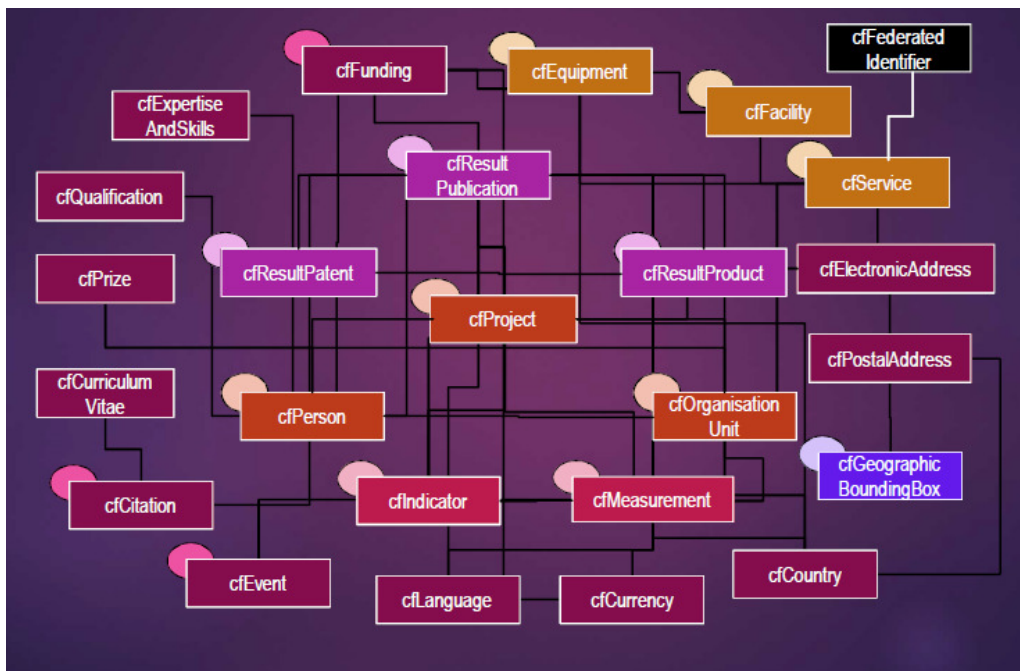 cfFunding
cfEquipment
cfFederated
Identifier
cfExpertise
AndSkills
cfFacility
cfResult
Publication
cfQualification
cfService
cfPrize
cfResultPatent
cfResultProduct
cfElectronicAddress
cfProject
cfPostalAddress
cfCurriculum
Vitae
cfPerson
cfOrganisation
Unit
cfGeographic
BoundingBox
cfCitation
cfIndicator
cfMeasurement
cfEvent
cfLanguage
cfCurrency
cfCountry